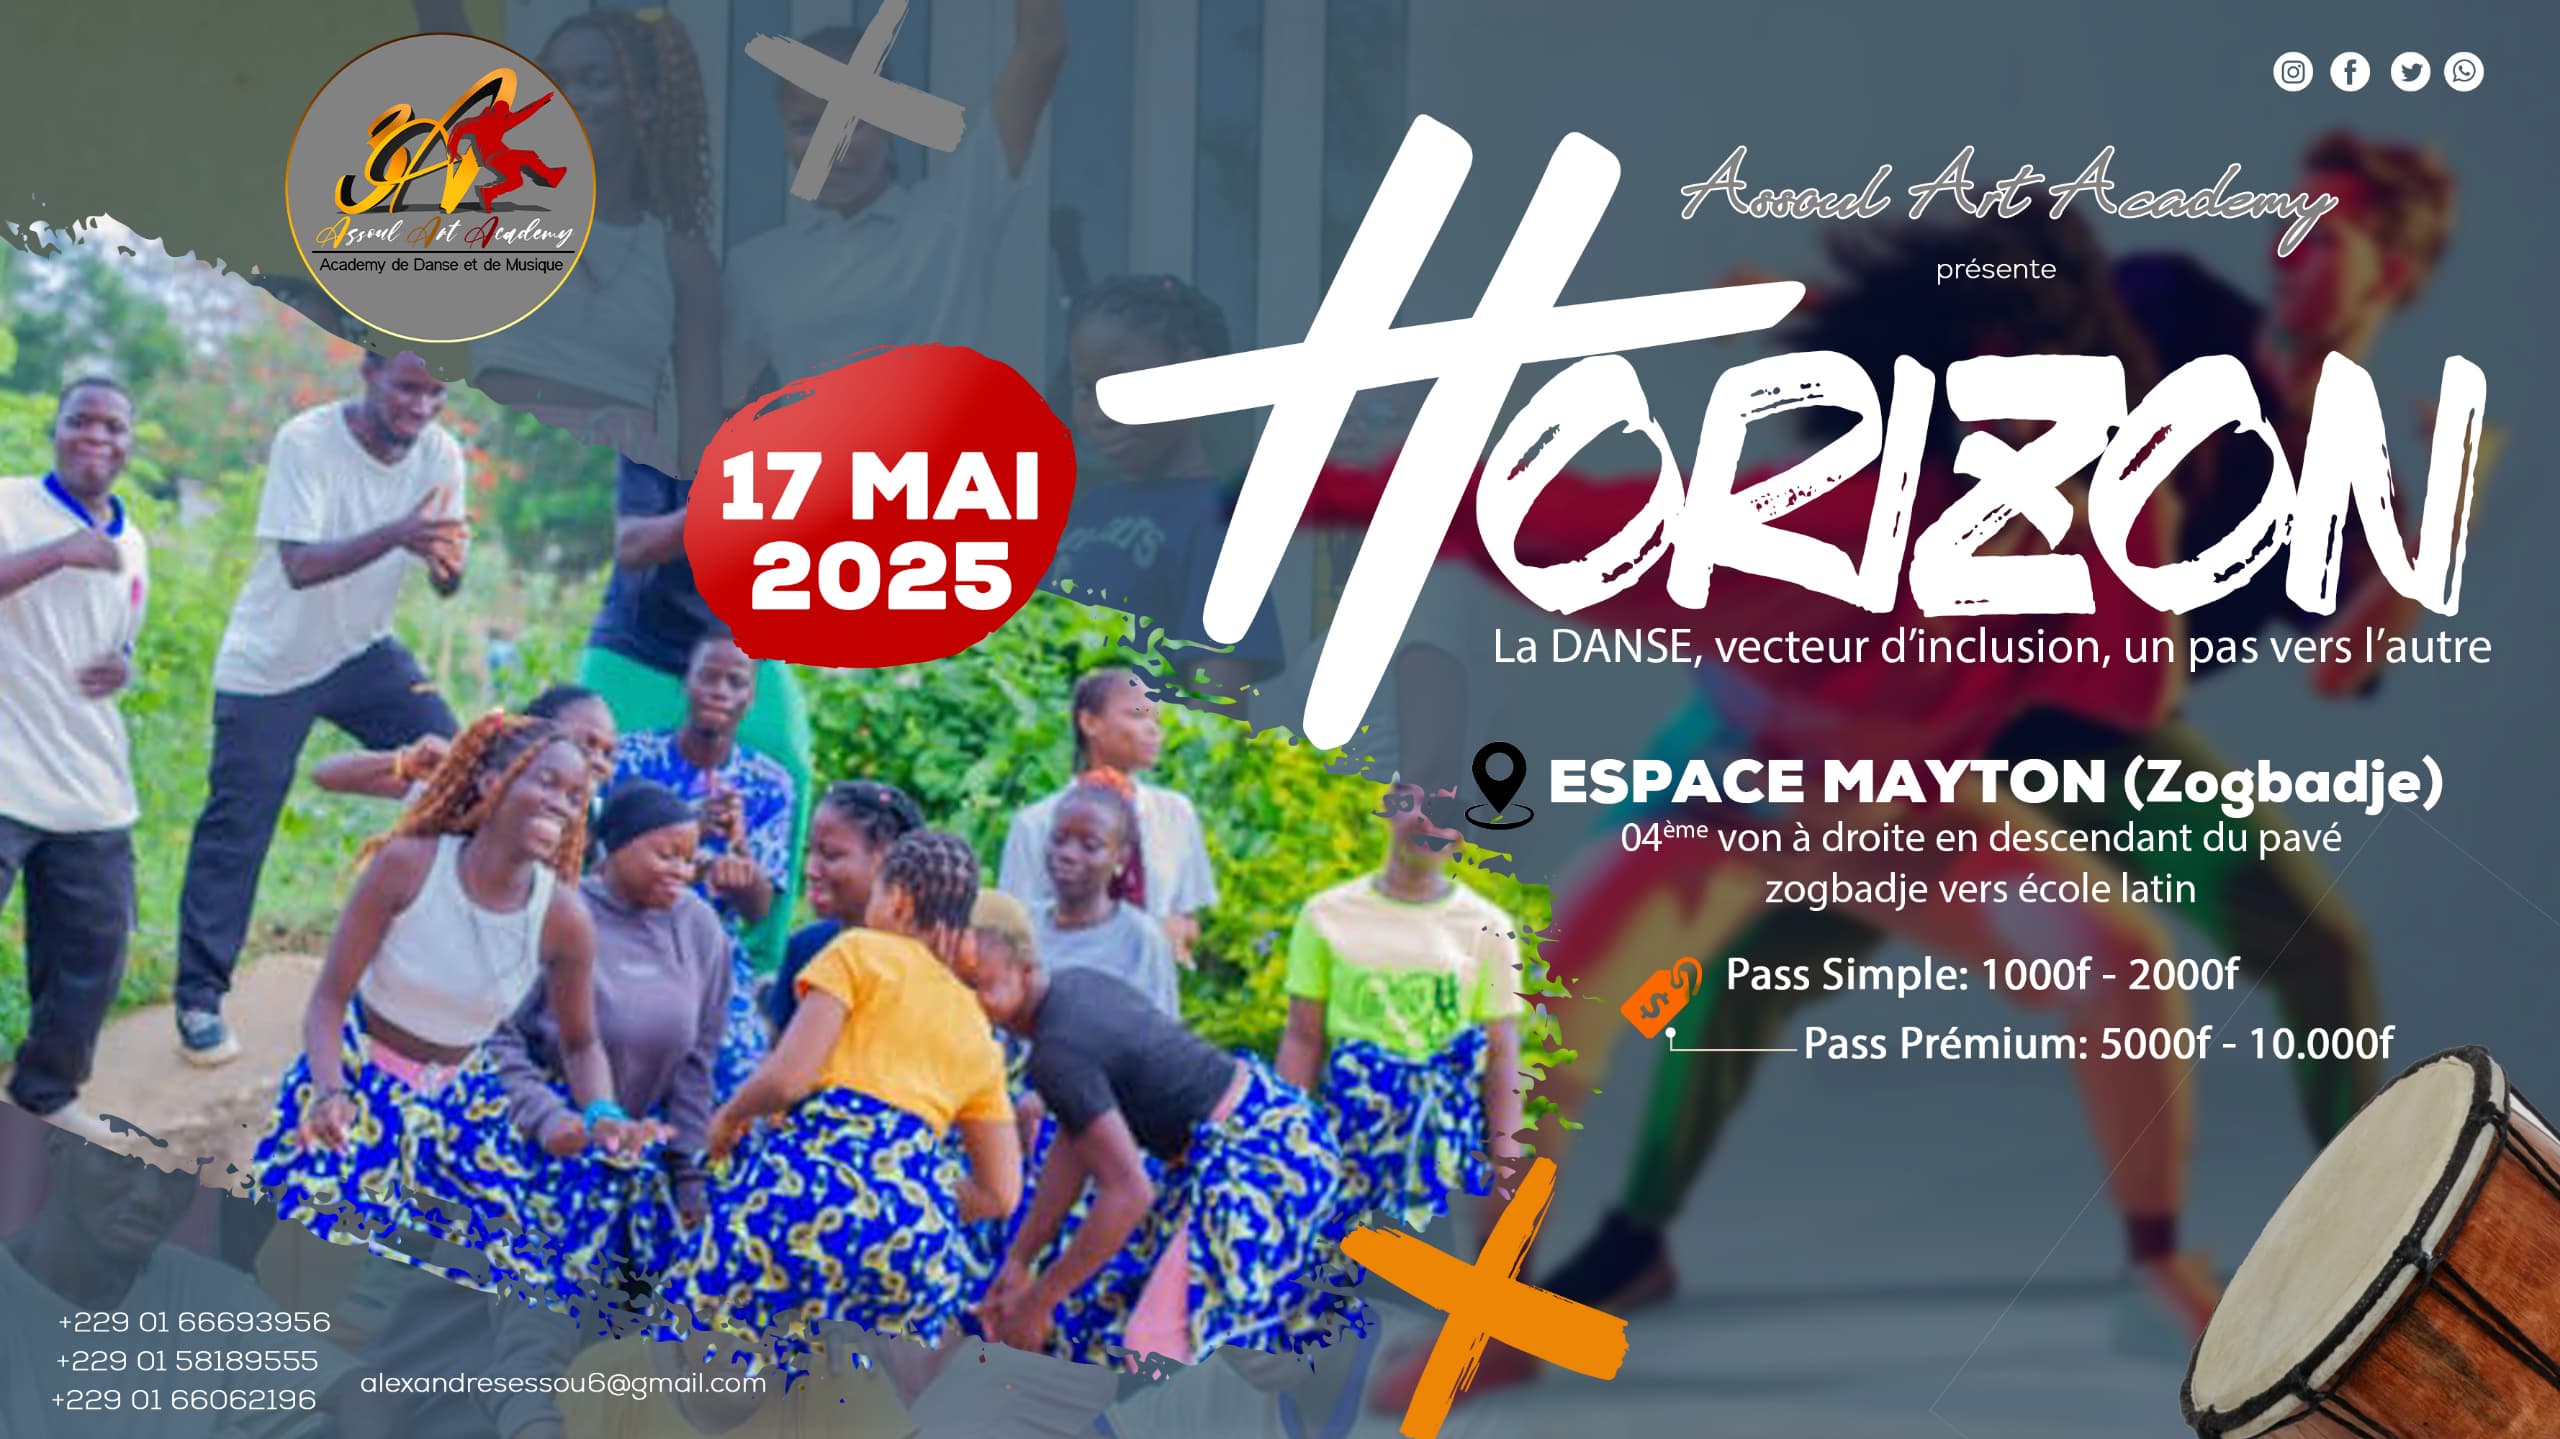 Assoul Art Academy
Academy de Danse et de Musique
Assoul Art Academy
présente
HORIZON
17 MAI
2025
La DANSE, vecteur d’inclusion, un pas vers l’autre
ESPACE MAYTON (Zogbadje)
04ème von à droite en descendant du pavé
zogbadje vers école latin
Pass Simple: 1000f - 2000f
Pass Prémium: 5000f - 10.000f
+229 01 66693956
+229 01 58189555
+229 01 66062196
alexandresessou6@gmail.com